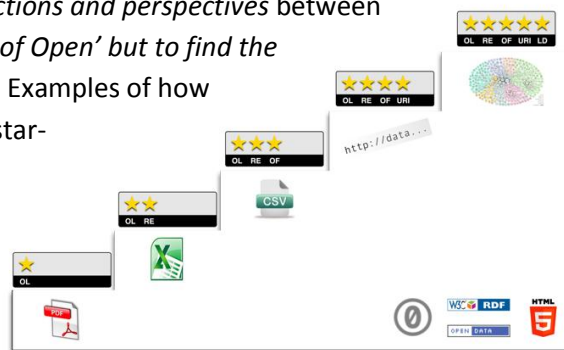 ctions and perspectives between
of Open’ but to find the
Examples of how
star-
OL RE OF URI LD
OL RE OF URI
http://data...
OL RE OF
CSV
OL RE
OL
PDF
W3C RDF
OPEN DATA
HTML
5
0